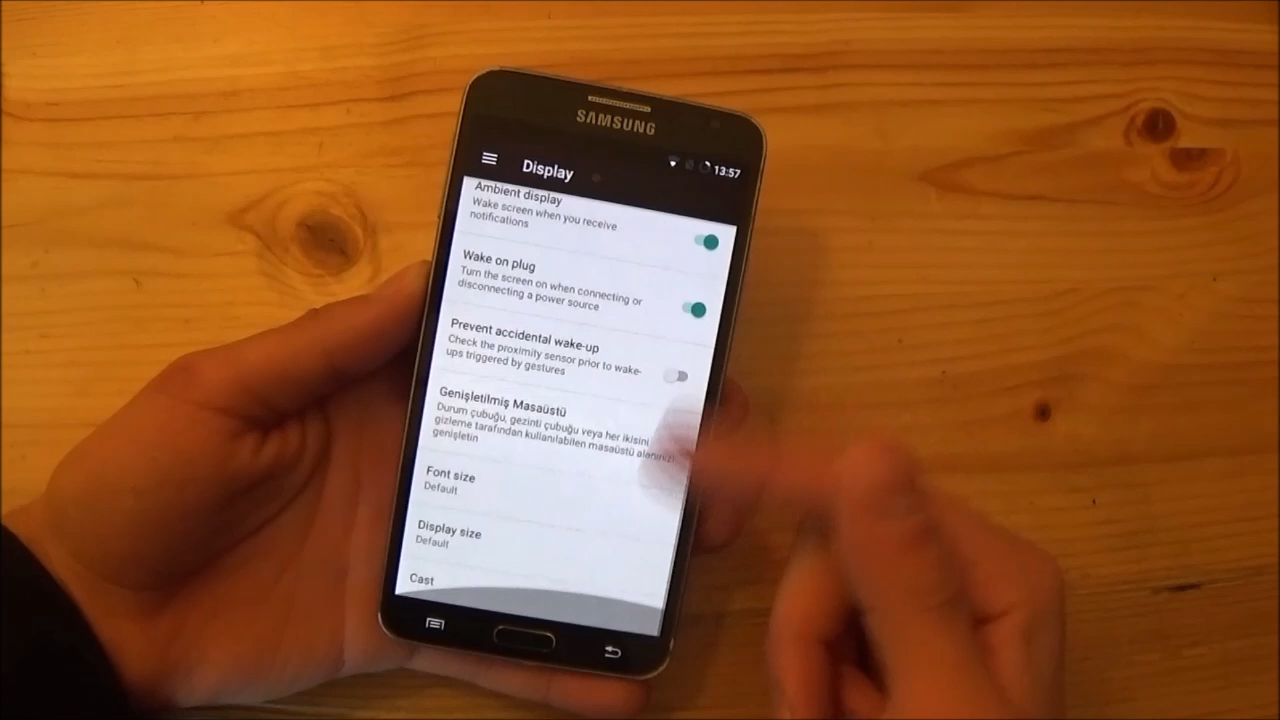 SAMSUNG
13:57
Display
Ambient display
Wake screen when you receive
notifications
Wake on plug
Turn the screen on when connecting or
disconnecting a power source
Prevent accidental wake-up
Check the proximity sensor prior to wake-
ups triggered by gestures
Genişletilmiş Masaüstü
Durum çubuğu, gezinti çubuğu veya her ikisini
gizleme tarafından kullanılabilen masaüstü alanınızı
genişletin
Font size
Default
Display size
Default
Cast